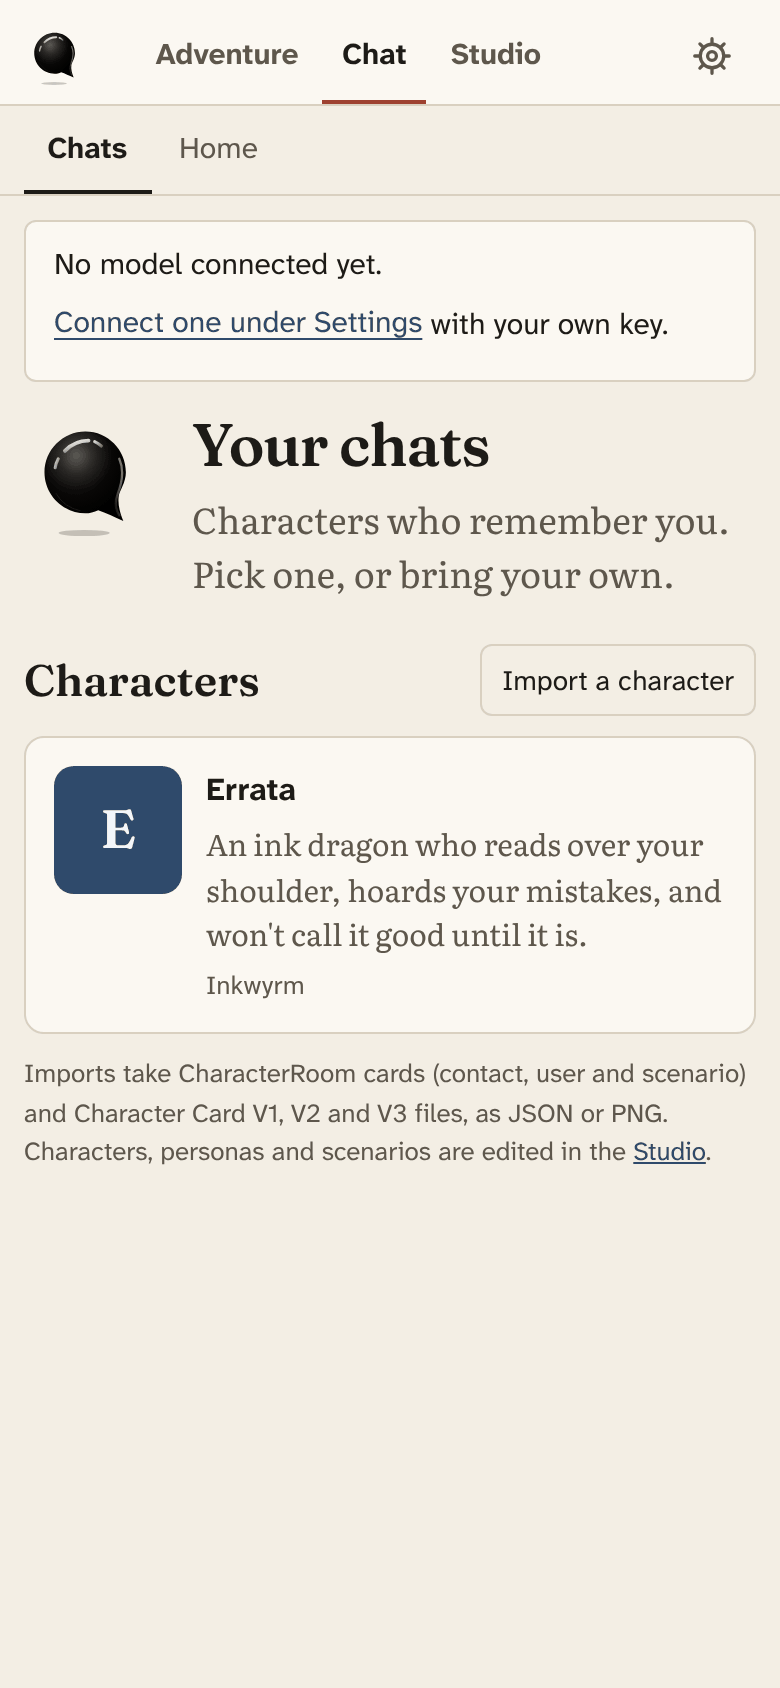 Adventure Chat Studio
Chats Home
No model connected yet.
Connect one under Settings with your own key.
Your chats
Characters who remember you.
Pick one, or bring your own.
Characters
Import a character
E
Errata
An ink dragon who reads over your
shoulder, hoards your mistakes, and
won't call it good until it is.
Inkwyrm
Imports take CharacterRoom cards (contact, user and scenario)
and Character Card V1, V2 and V3 files, as JSON or PNG.
Characters, personas and scenarios are edited in the Studio.